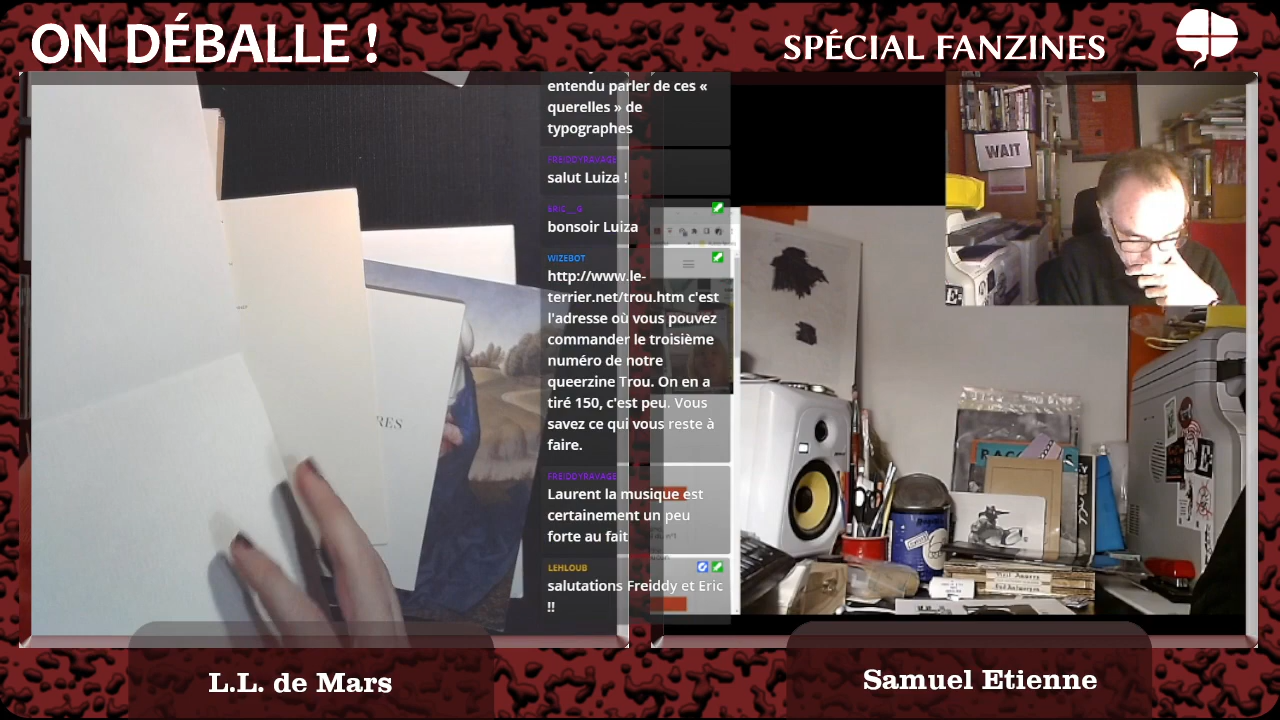 ON DÉBALLE !
SPÉCIAL FANZINES
entendu parler de ces «
querelles » de
typographes
FREIDDYRAVAGE
salut Luiza !
ERIC__G
bonsoir Luiza
WIZEBOT
http://www.le-
terrier.net/trou.htm c'est
l'adresse où vous pouvez
commander le troisième
numéro de notre
queerzine Trou. On en a
tiré 150, c'est peu. Vous
savez ce qui vous reste à
faire.
FREIDDYRAVAGE
Laurent la musique est
certainement un peu
forte au fait
LEHLOUB
salutations Freiddy et Eric
!!
RES
WAIT
L.L. de Mars
Samuel Etienne